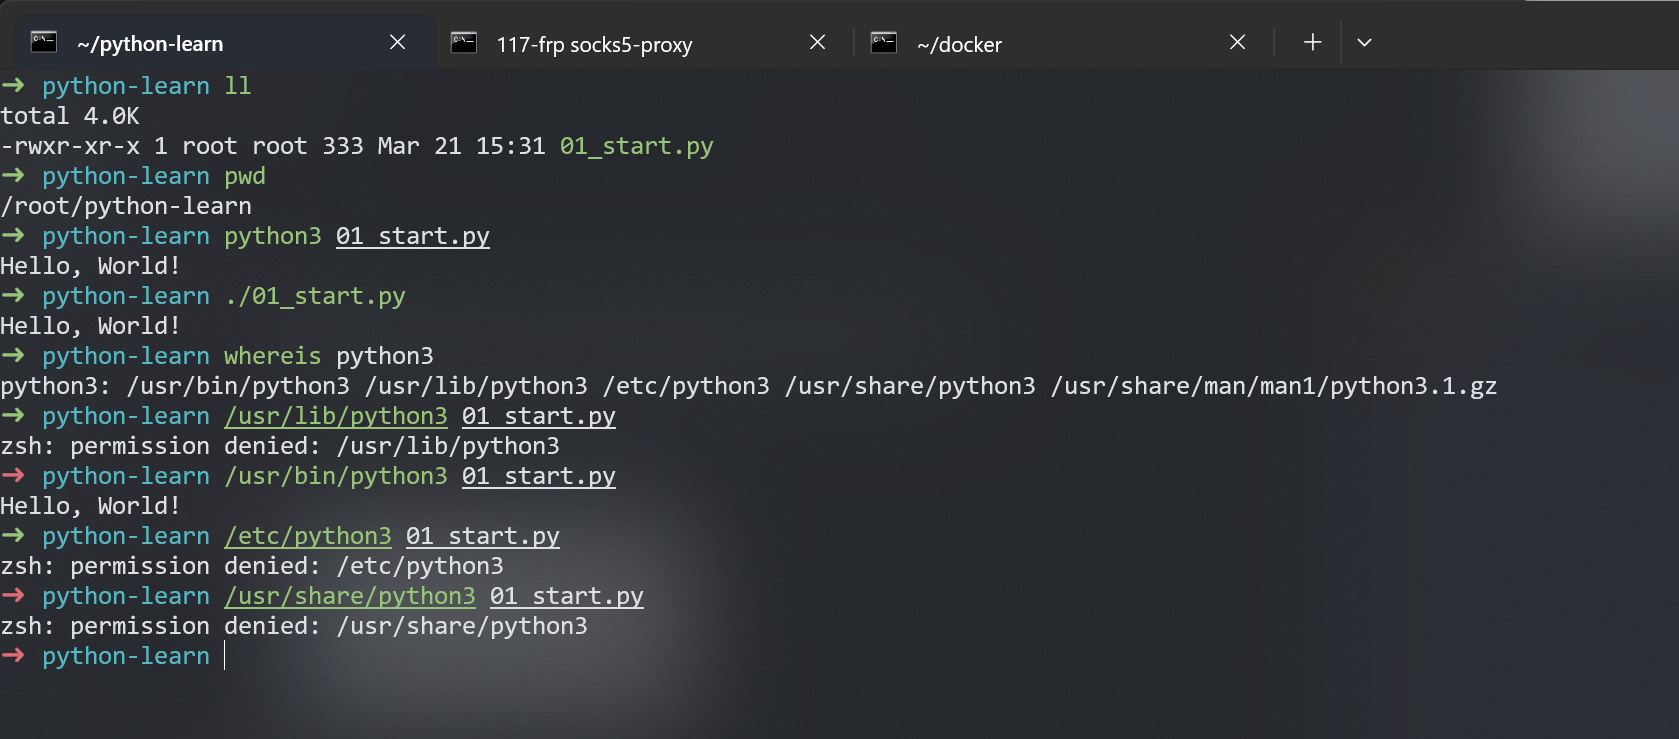 ~/python-learn
117-frp socks5-proxy
~/docker
➜ python-learn ll
total 4.0K
-rwxr-xr-x 1 root root 333 Mar 21 15:31 01_start.py
➜ python-learn pwd
/root/python-learn
➜ python-learn python3 01_start.py
Hello, World!
➜ python-learn ./01_start.py
Hello, World!
➜ python-learn whereis python3
python3: /usr/bin/python3 /usr/lib/python3 /etc/python3 /usr/share/python3 /usr/share/man/man1/python3.1.gz
➜ python-learn /usr/lib/python3 01_start.py
zsh: permission denied: /usr/lib/python3
➜ python-learn /usr/bin/python3 01_start.py
Hello, World!
➜ python-learn /etc/python3 01_start.py
zsh: permission denied: /etc/python3
➜ python-learn /usr/share/python3 01_start.py
zsh: permission denied: /usr/share/python3
➜ python-learn